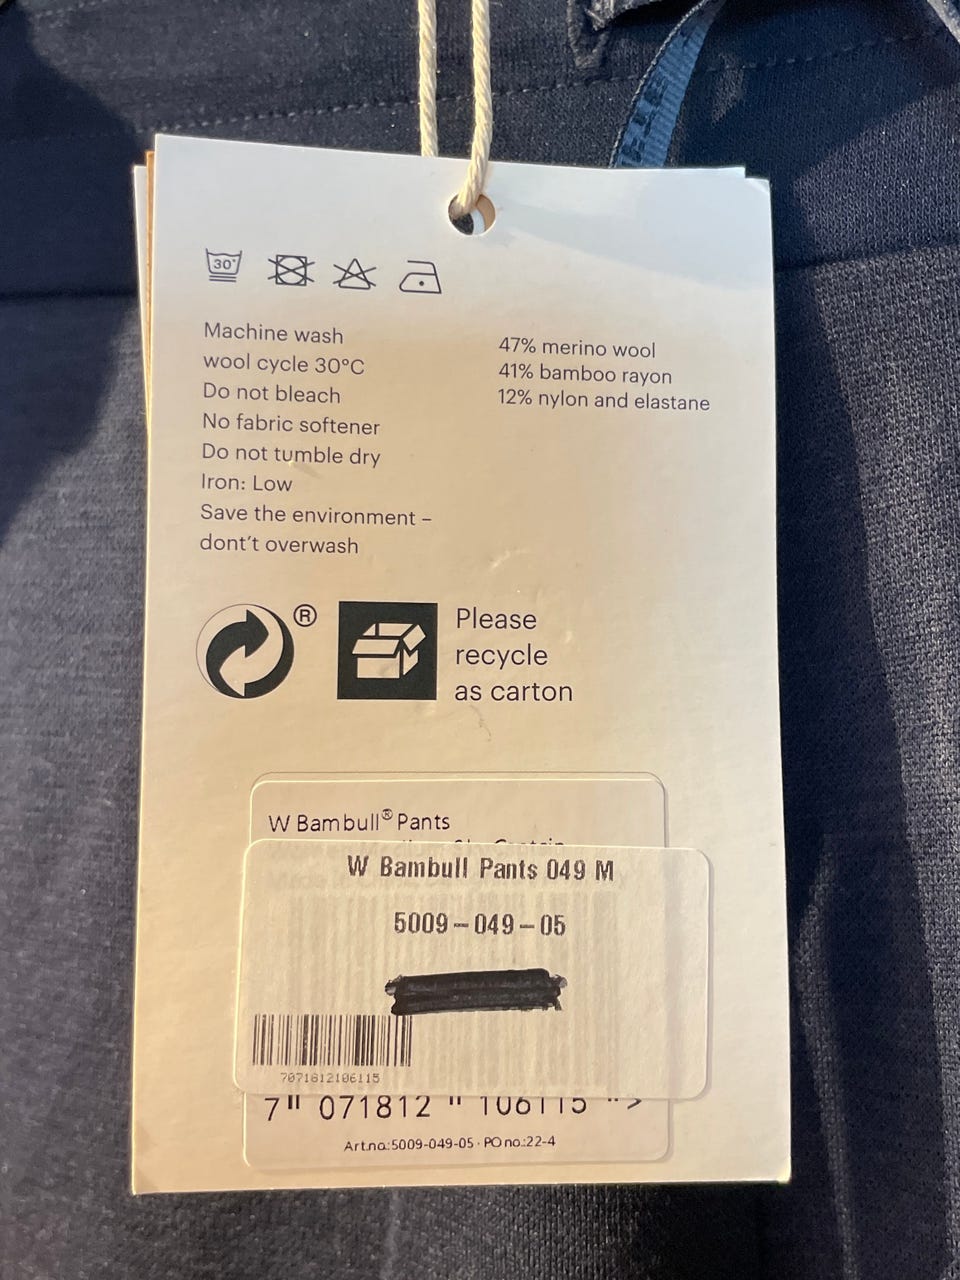 30°
Machine wash
wool cycle 30°C
Do not bleach
No fabric softener
Do not tumble dry
Iron: Low
Save the environment –
dont't overwash
47% merino wool
41% bamboo rayon
12% nylon and elastane
®
Please
recycle
as carton
W Bambull® Pants
W Bambull Pants 049 M
5009-049-05
7071812106115
7 071812 106115 >
Art.no.:5009-049-05 · PO no.:22-4